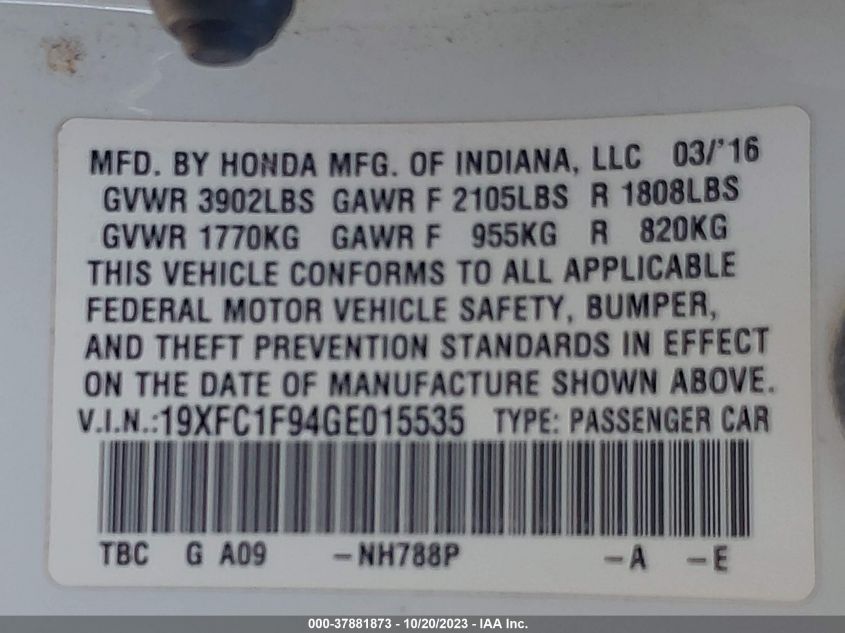 MFD. BY HONDA MFG. OF INDIANA, LLC 03/'16
GVWR 3902LBS GAWR F 2105LBS R 1808LBS
GVWR 1770KG GAWR F 955KG R 820KG
THIS VEHICLE CONFORMS TO ALL APPLICABLE
FEDERAL MOTOR VEHICLE SAFETY, BUMPER,
AND THEFT PREVENTION STANDARDS IN EFFECT
ON THE DATE OF MANUFACTURE SHOWN ABOVE.
V.I.N.:19XFC1F94GE015535 TYPE: PASSENGER CAR
TBC G A09 -NH788P -A -E
000-37881873 - 10/20/2023 - IAA Inc.